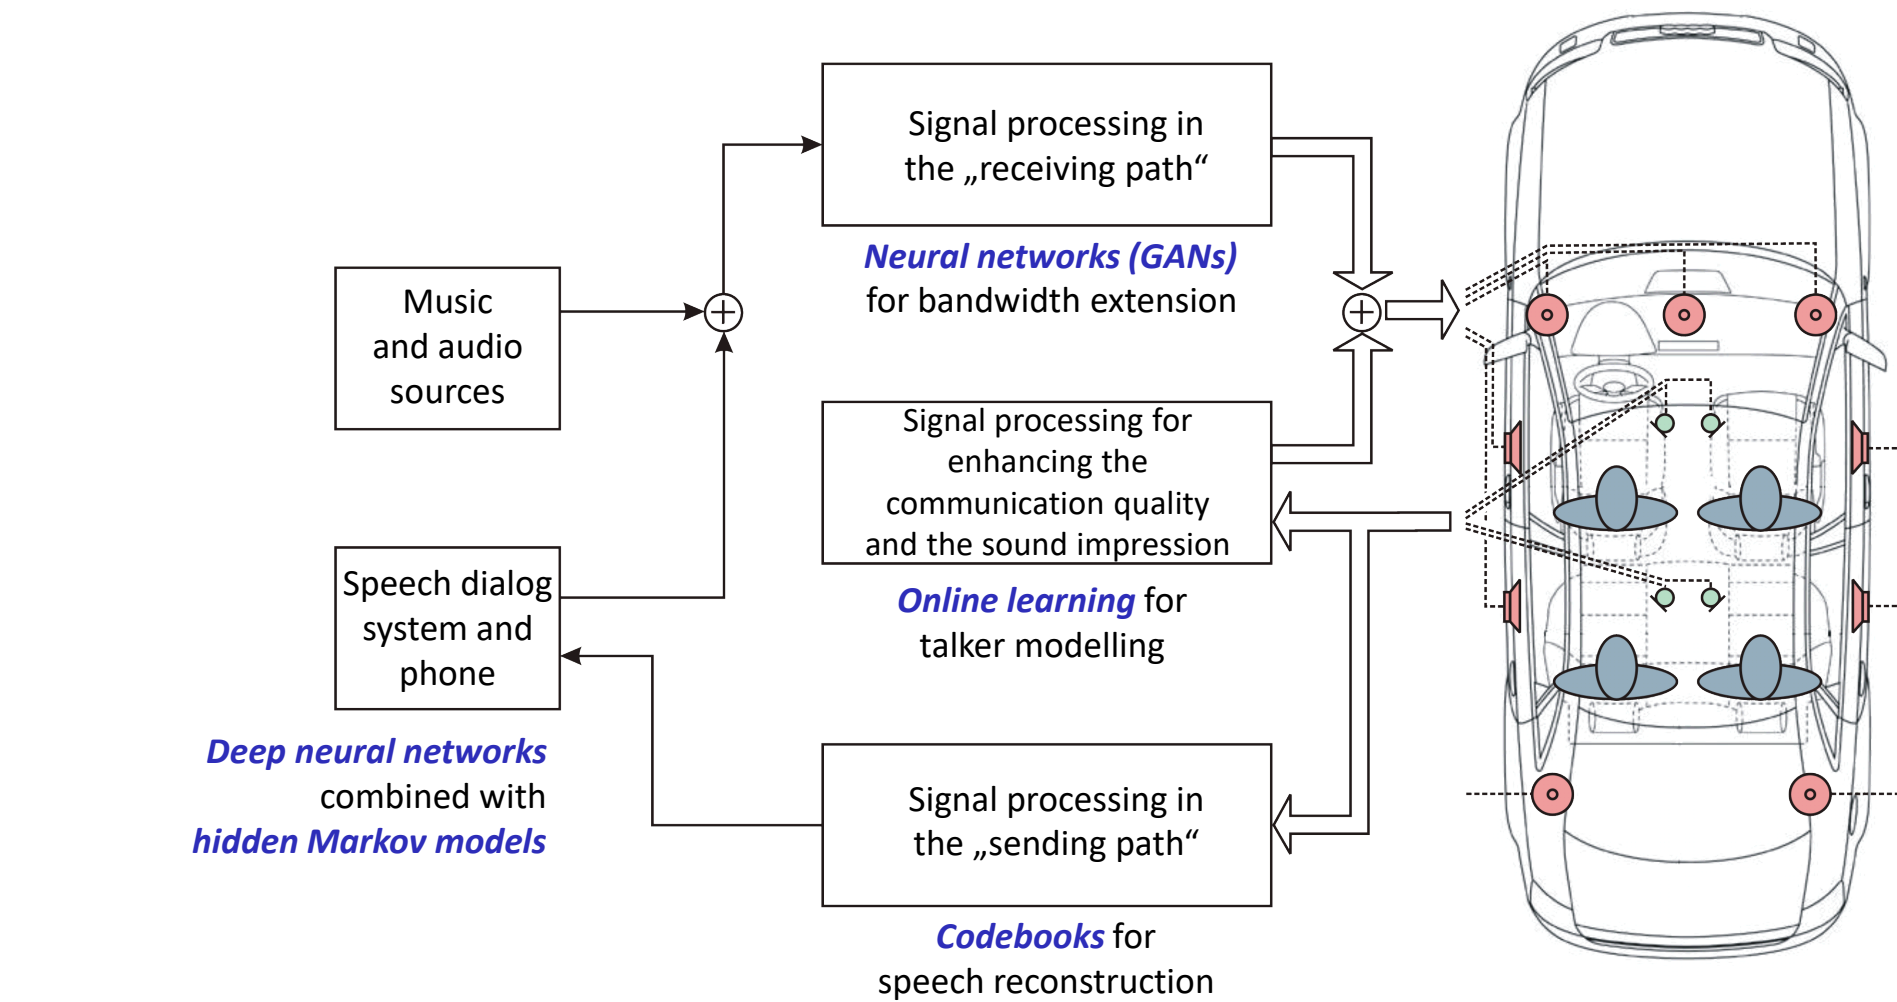 Signal processing in
the „receiving path“
Neural networks (GANs)
for bandwidth extension
Music
and audio
sources
Signal processing for
enhancing the
communication quality
and the sound impression
Online learning for
talker modelling
Speech dialog
system and
phone
Deep neural networks
combined with
hidden Markov models
Signal processing in
the „sending path“
Codebooks for
speech reconstruction